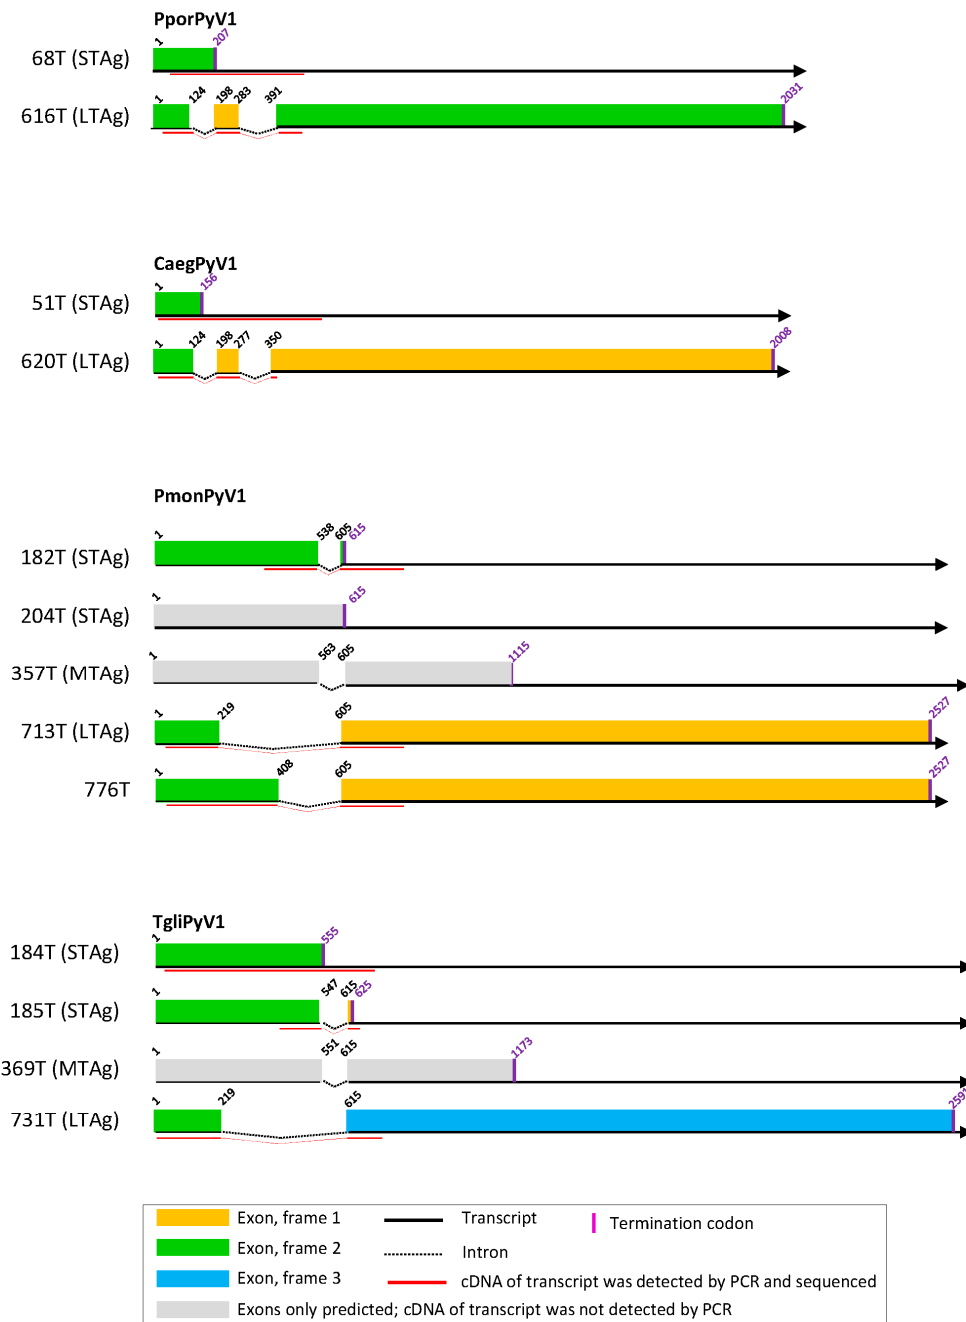 PporPyV1
68T (STAg) 1 207
616T (LTAg) 1 124 198 283 391 2031
CaegPyV1
51T (STAg) 1 156
620T (LTAg) 1 124 198 277 350 2008
PmonPyV1
182T (STAg) 1 538 605 615
204T (STAg) 1 615
357T (MTAg) 1 563 605 1115
713T (LTAg) 1 219 605 2527
776T 1 408 605 2527
TgliPyV1
184T (STAg) 1 555
185T (STAg) 1 547 615 625
369T (MTAg) 1 551 615 1173
731T (LTAg) 1 219 615 2591
Exon, frame 1 Transcript Termination codon
Exon, frame 2 Intron
Exon, frame 3 cDNA of transcript was detected by PCR and sequenced
Exons only predicted; cDNA of transcript was not detected by PCR